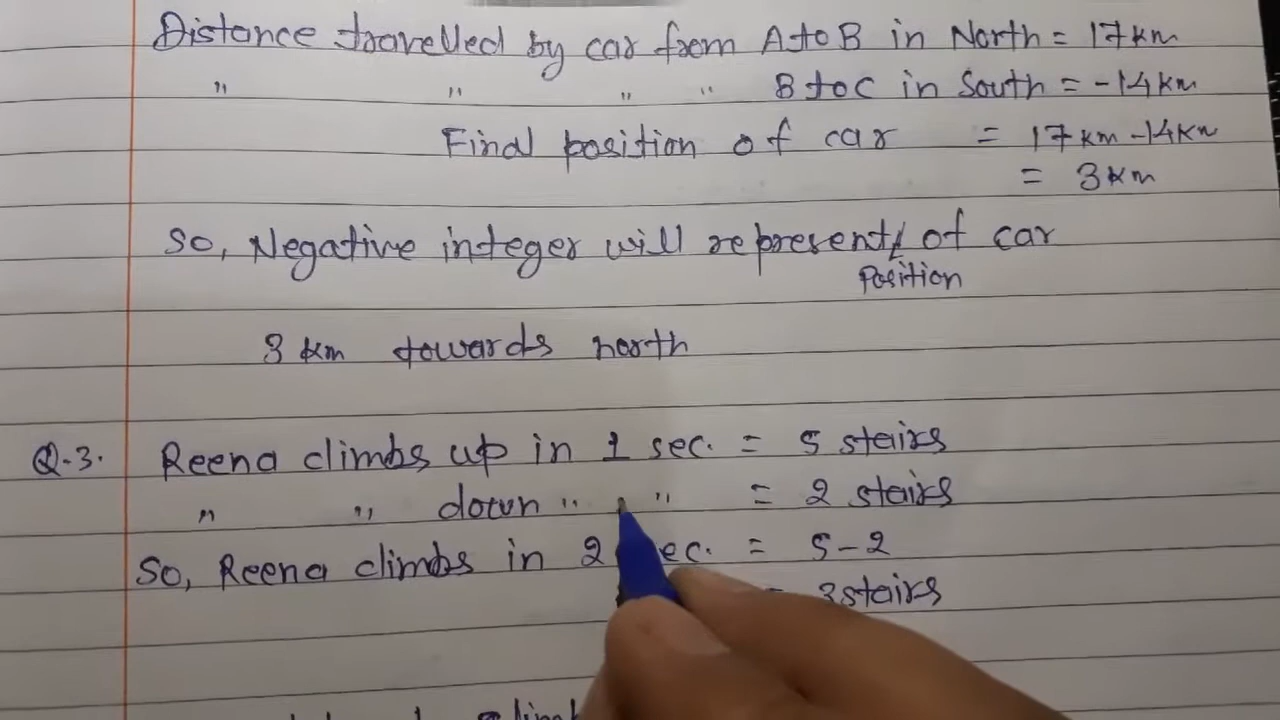 Distance travelled by car from A to B in North = 17 km
" " " " B to C in South = -14 km
Final position of car = 17 km - 14 km
= 3 km
So, Negative integer will represent of car
Position
3 km towards north
Q-3. Reena climbs up in 1 sec. = 5 stairs
" " down " " = 2 stairs
So, Reena climbs in 2 sec. = 5-2
= 3 stairs